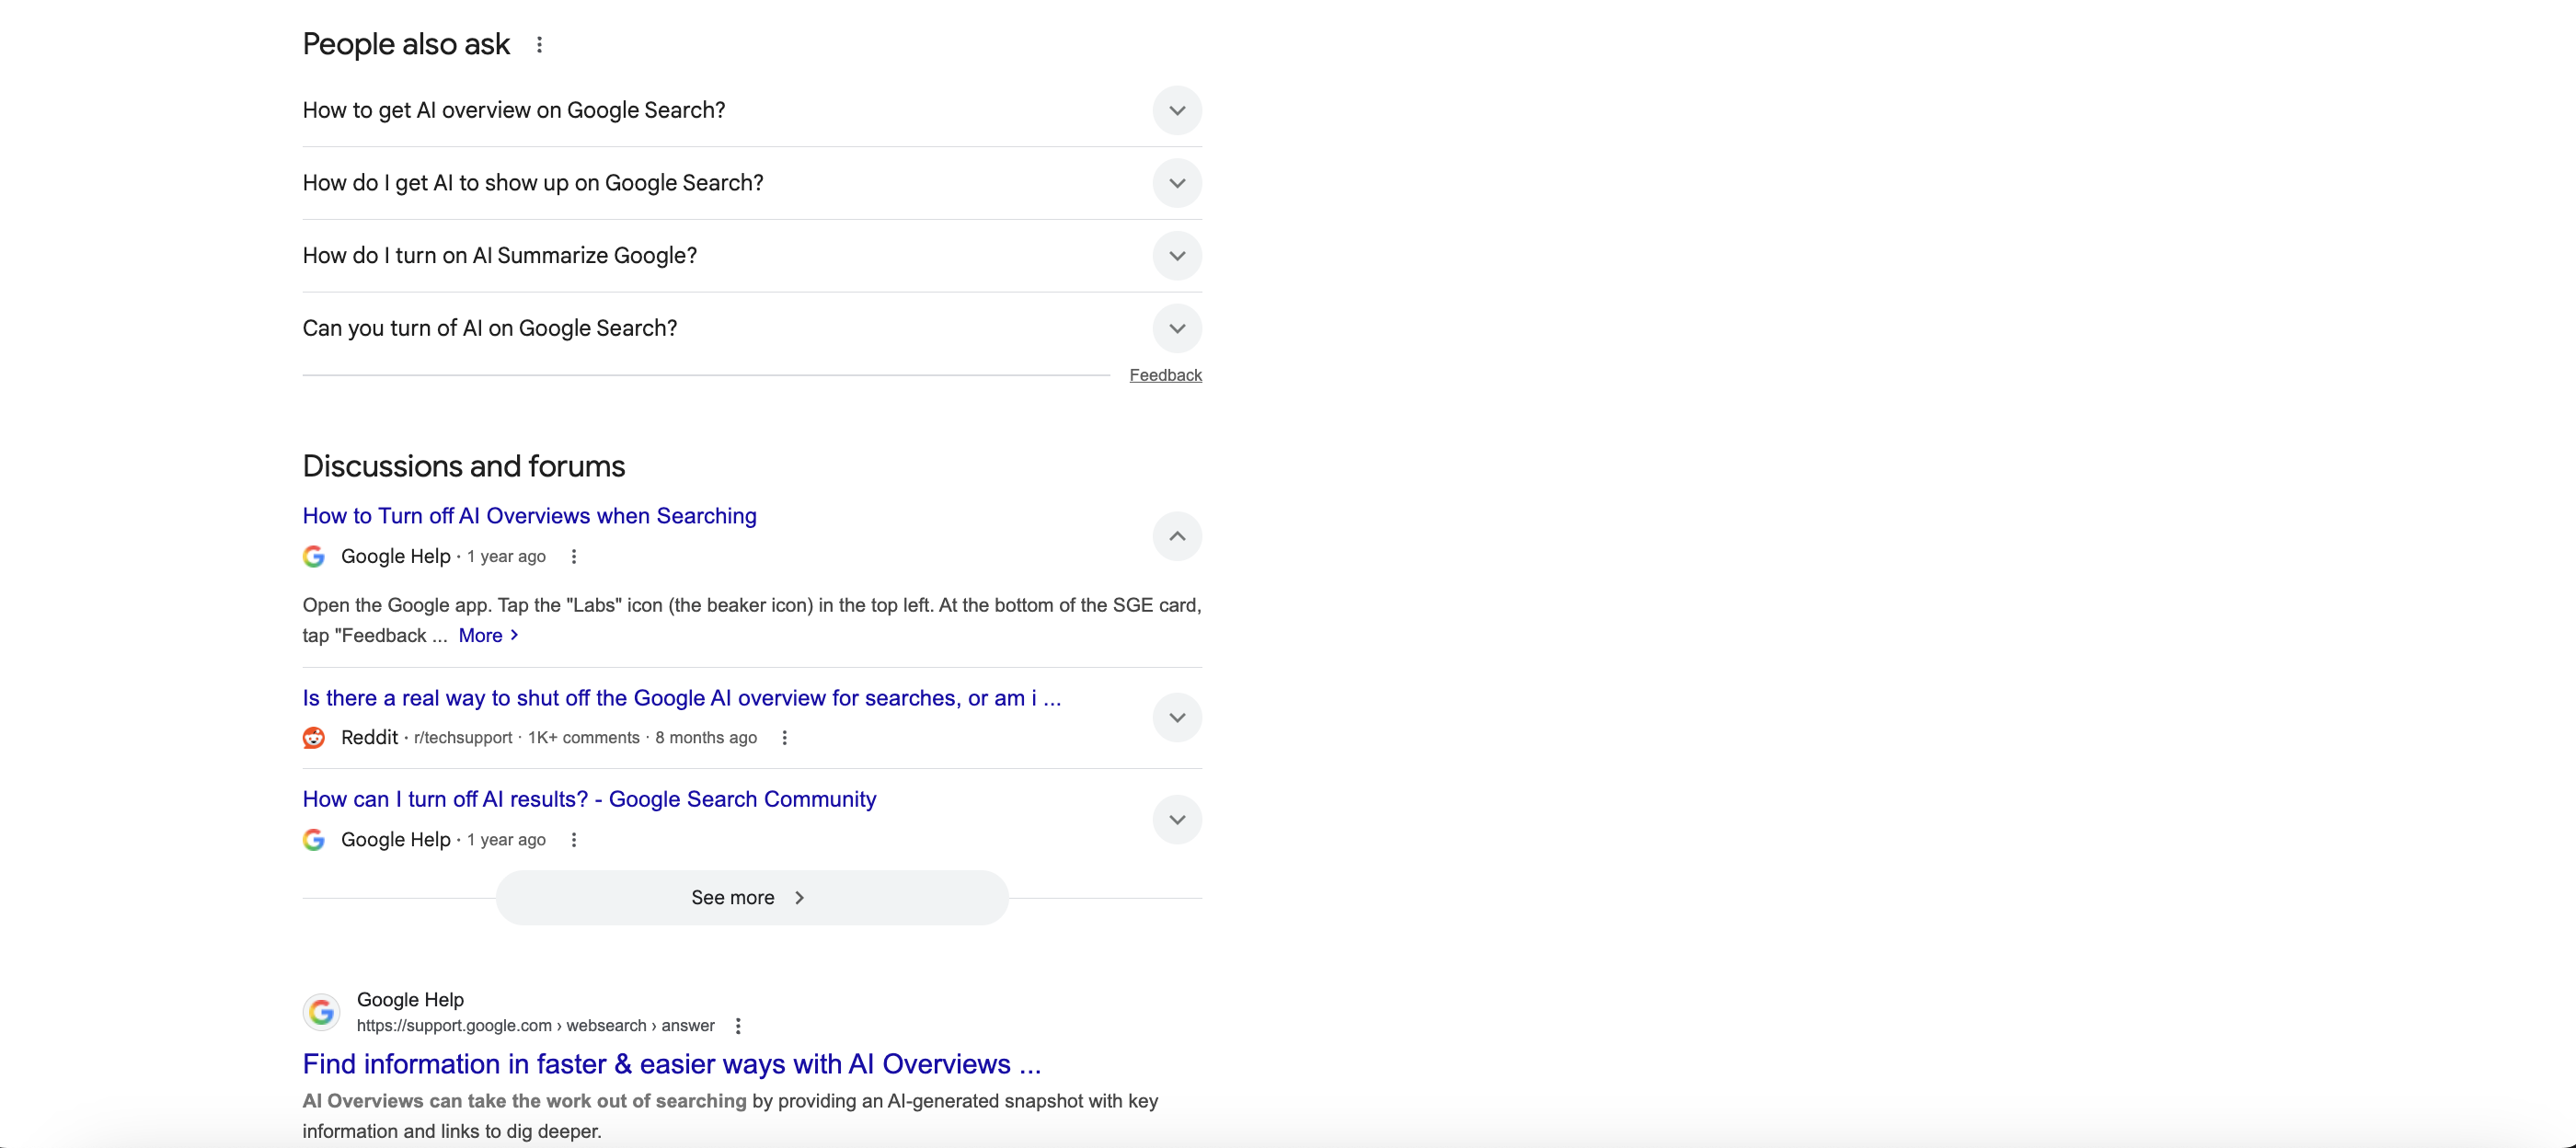 People also ask
How to get AI overview on Google Search?
How do I get AI to show up on Google Search?
How do I turn on AI Summarize Google?
Can you turn of AI on Google Search?
Feedback
Discussions and forums
How to Turn off AI Overviews when Searching
Google Help · 1 year ago
Open the Google app. Tap the "Labs" icon (the beaker icon) in the top left. At the bottom of the SGE card,
tap "Feedback ... More
Is there a real way to shut off the Google AI overview for searches, or am i ...
Reddit · r/techsupport · 1K+ comments · 8 months ago
How can I turn off AI results? - Google Search Community
Google Help · 1 year ago
See more
Google Help
https://support.google.com › websearch › answer
Find information in faster & easier ways with AI Overviews ...
AI Overviews can take the work out of searching by providing an AI-generated snapshot with key
information and links to dig deeper.